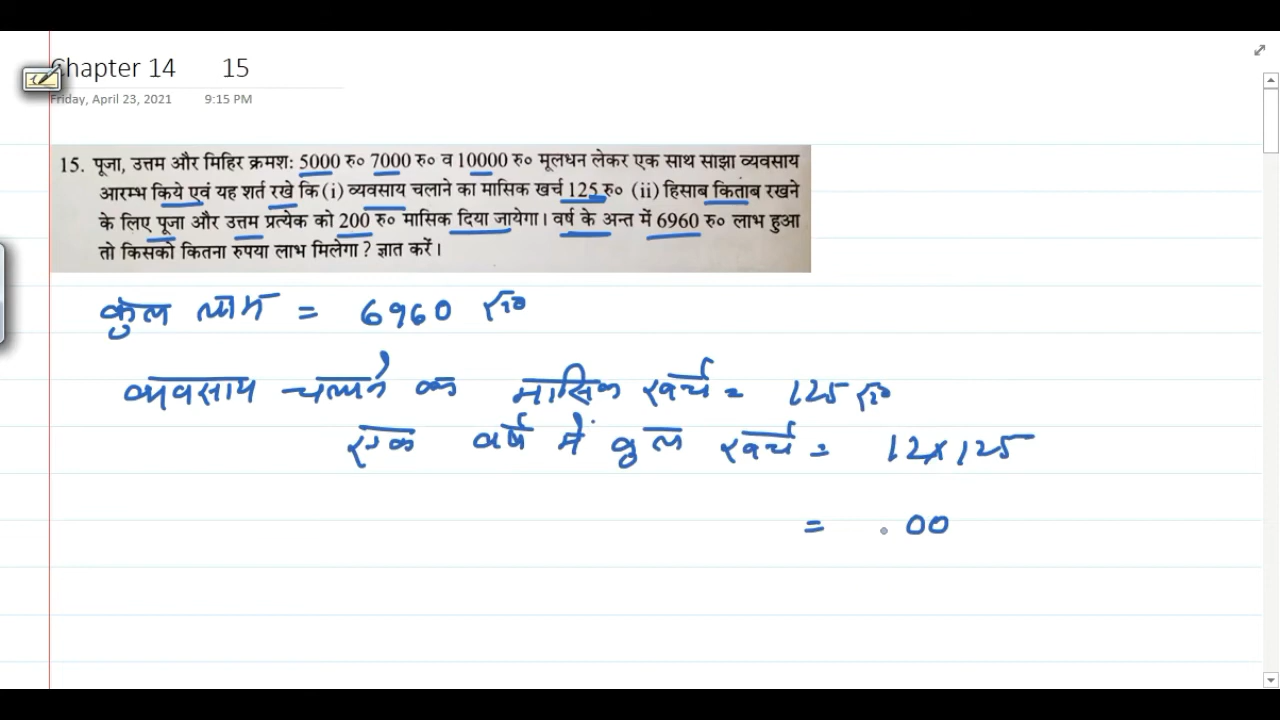 Chapter 14 15
Friday, April 23, 2021 9:15 PM
15. पूजा, उत्तम और मिहिर क्रमशः 5000 रु० 7000 रु० व 10000 रु० मूलधन लेकर एक साथ साझा व्यवसाय
आरम्भ किये एवं यह शर्त रखे कि (i) व्यवसाय चलाने का मासिक खर्च 125 रु० (ii) हिसाब किताब रखने
के लिए पूजा और उत्तम प्रत्येक को 200 रु० मासिक दिया जायेगा। वर्ष के अन्त में 6960 रु० लाभ हुआ
तो किसको कितना रुपया लाभ मिलेगा? ज्ञात करें।
कुल लाभ = 6960 रु०
व्यवसाय चलाने का मासिक खर्च = 125 रु०
एक वर्ष में कुल खर्च = 12×125
= 00